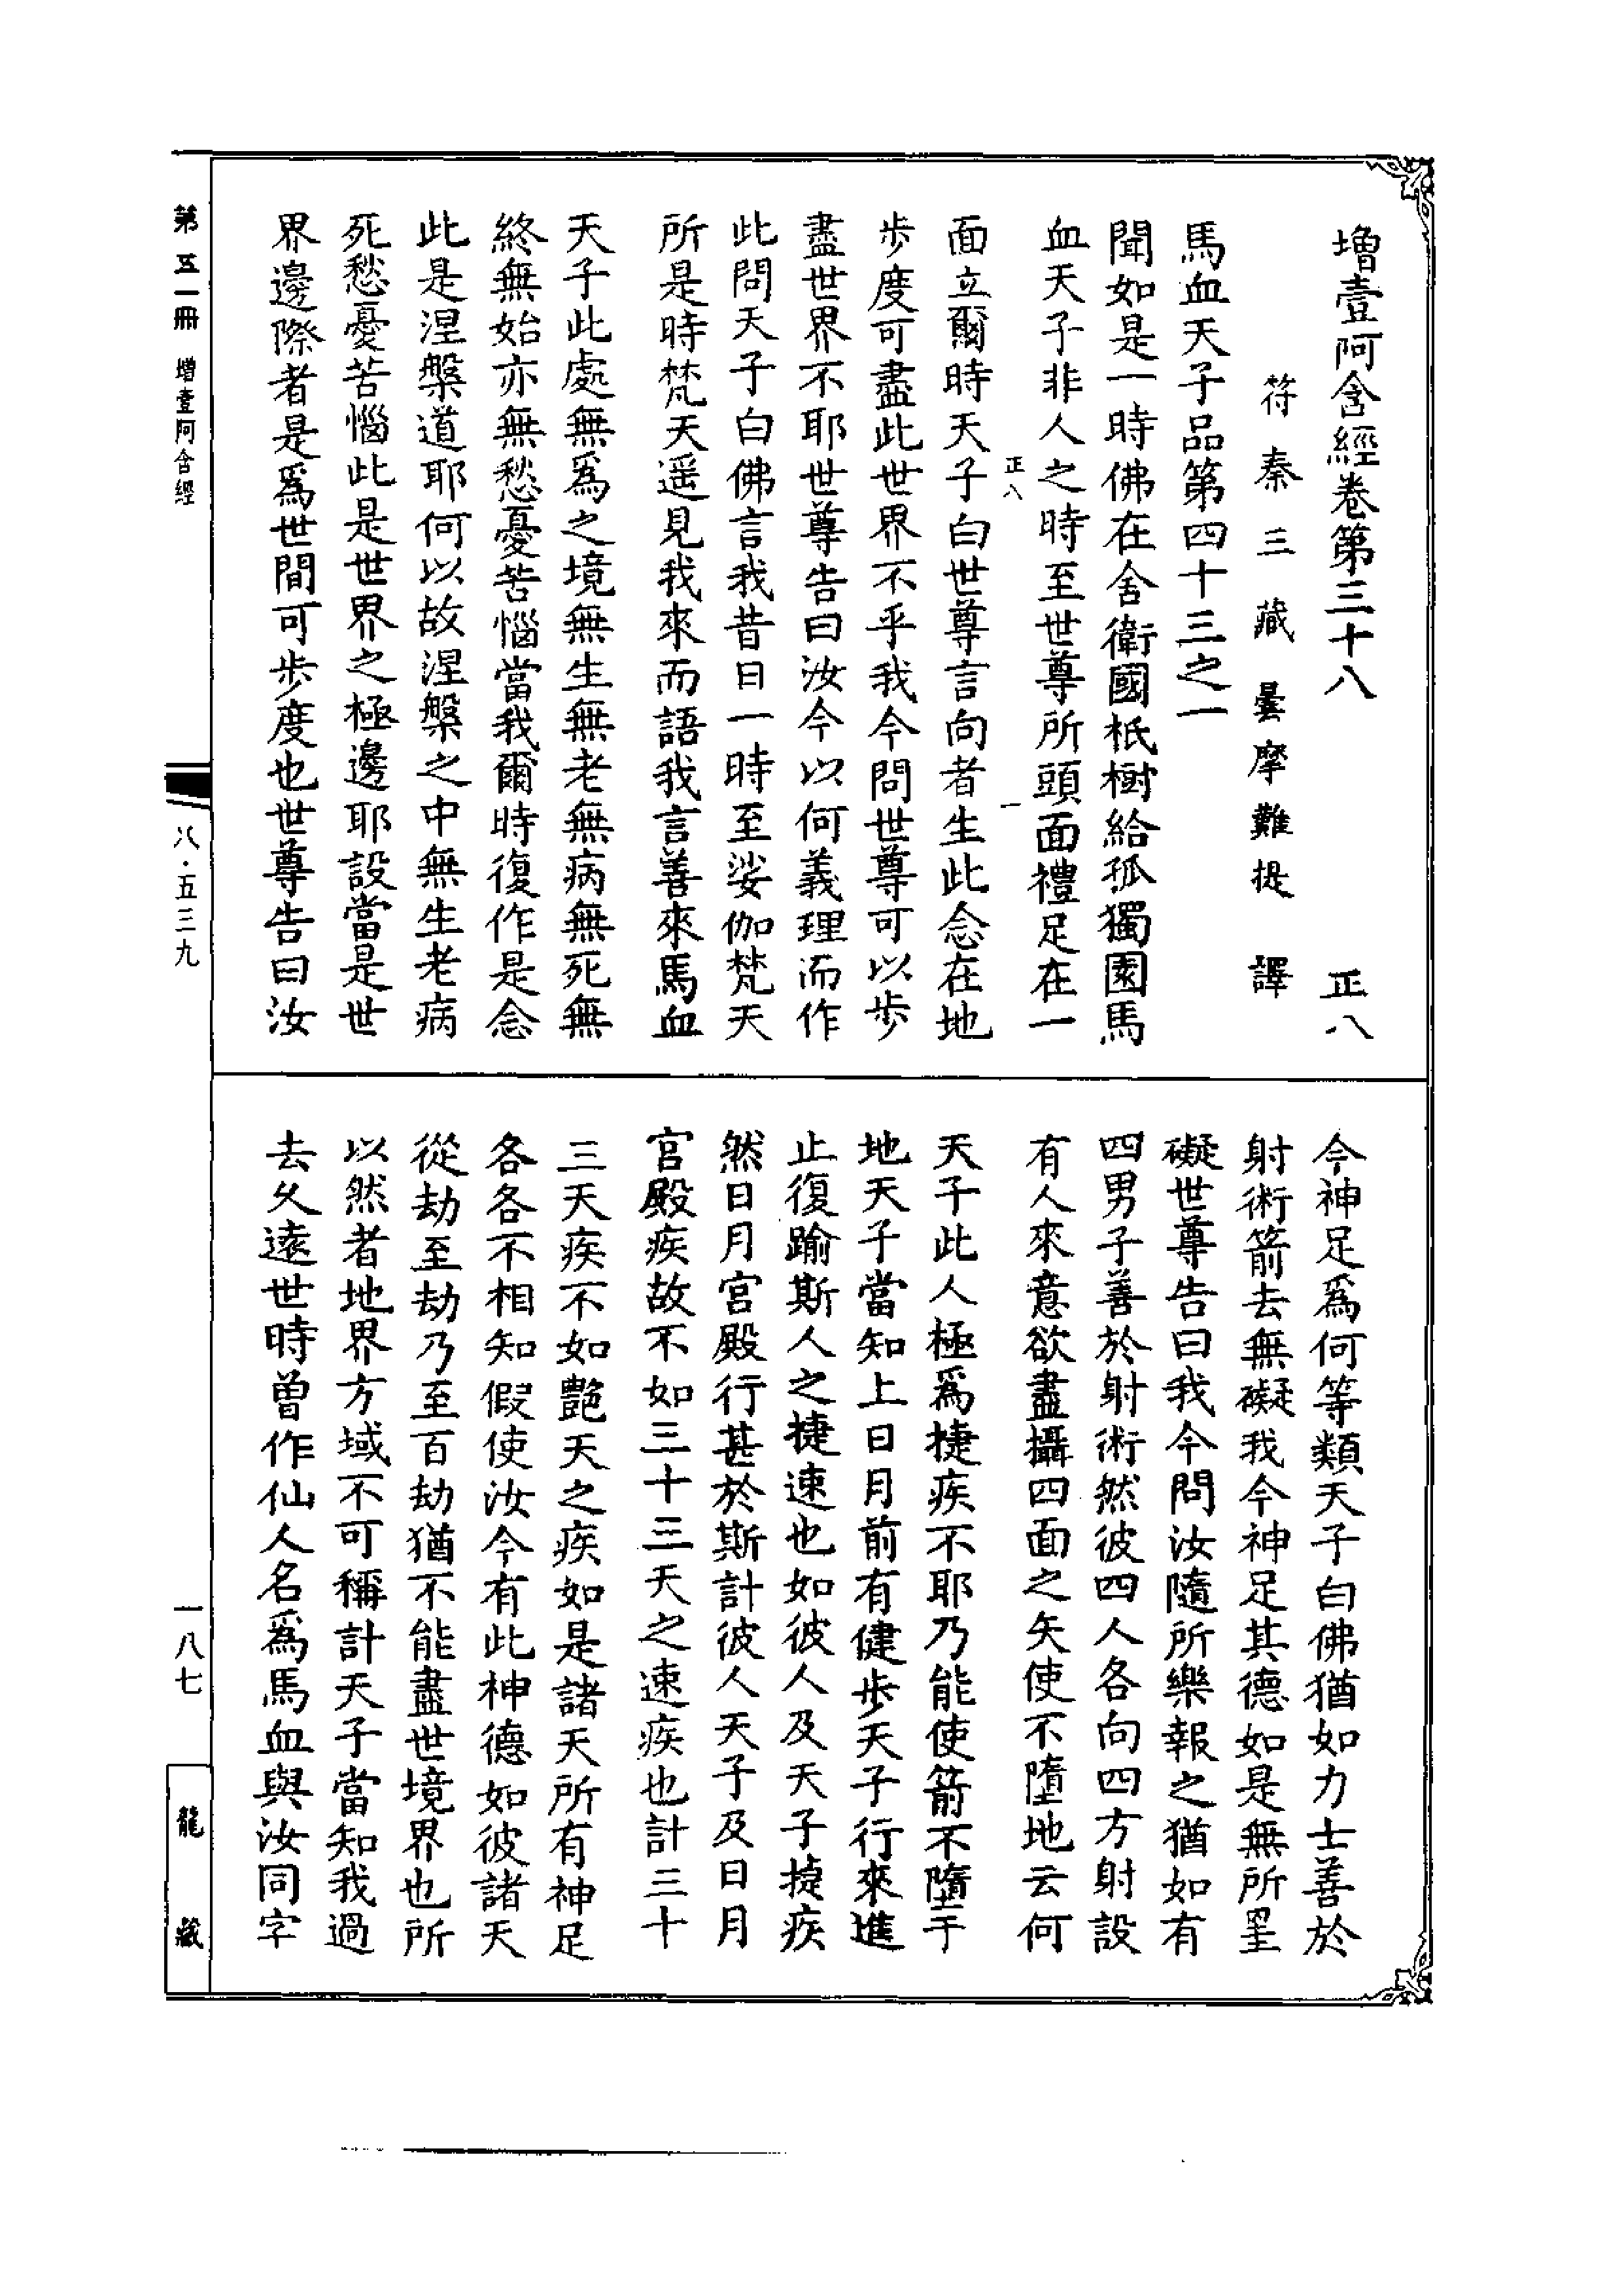 增壹阿含經卷第三十八 正八
符秦三藏曇摩難提 譯
馬血天子品第四十三之一
聞如是一時佛在舍衛國祇樹給孤獨園馬
血天子非人之時至世尊所頭面禮足在一
正八 一
面立爾時天子白世尊言向者生此念在地
步度可盡此世界不乎我今問世尊可以步
盡世界不耶世尊告曰汝今以何義理而作
此問天子白佛言我昔日一時至娑伽梵天
所是時梵天遥見我來而語我言善來馬血
天子此處無爲之境無生無老無病無死無
終無始亦無愁憂苦惱當我爾時復作是念
此是涅槃道耶何以故涅槃之中無生老病
死愁憂苦惱此是世界之極邊耶設當是世
界邊際者是爲世間可步度也世尊告曰汝
今神足爲何等類天子白佛猶如力士善於
射術箭去無礙我今神足其德如是無所罣
礙世尊告曰我今問汝隨所樂報之猶如有
四男子善於射術然彼四人各向四方射設
有人來意欲盡攝四面之矢使不墮地云何
天子此人極爲捷疾不耶乃能使箭不墮于
地天子當知上日月前有健步天子行來進
止復踰斯人之捷速也如彼人及天子捷疾
然日月宮殿行甚於斯計彼人天子及日月
宮殿疾故不如三十三天之速疾也計三十
三天疾不如艷天之疾如是諸天所有神足
各各不相知假使汝今有此神德如彼諸天
從劫至劫乃至百劫猶不能盡世境界也所
以然者地界方域不可稱計天子當知我過
去久遠世時曾作仙人名爲馬血與汝同字
第五一冊 增壹阿含經
八·五三九
一八七
龍藏